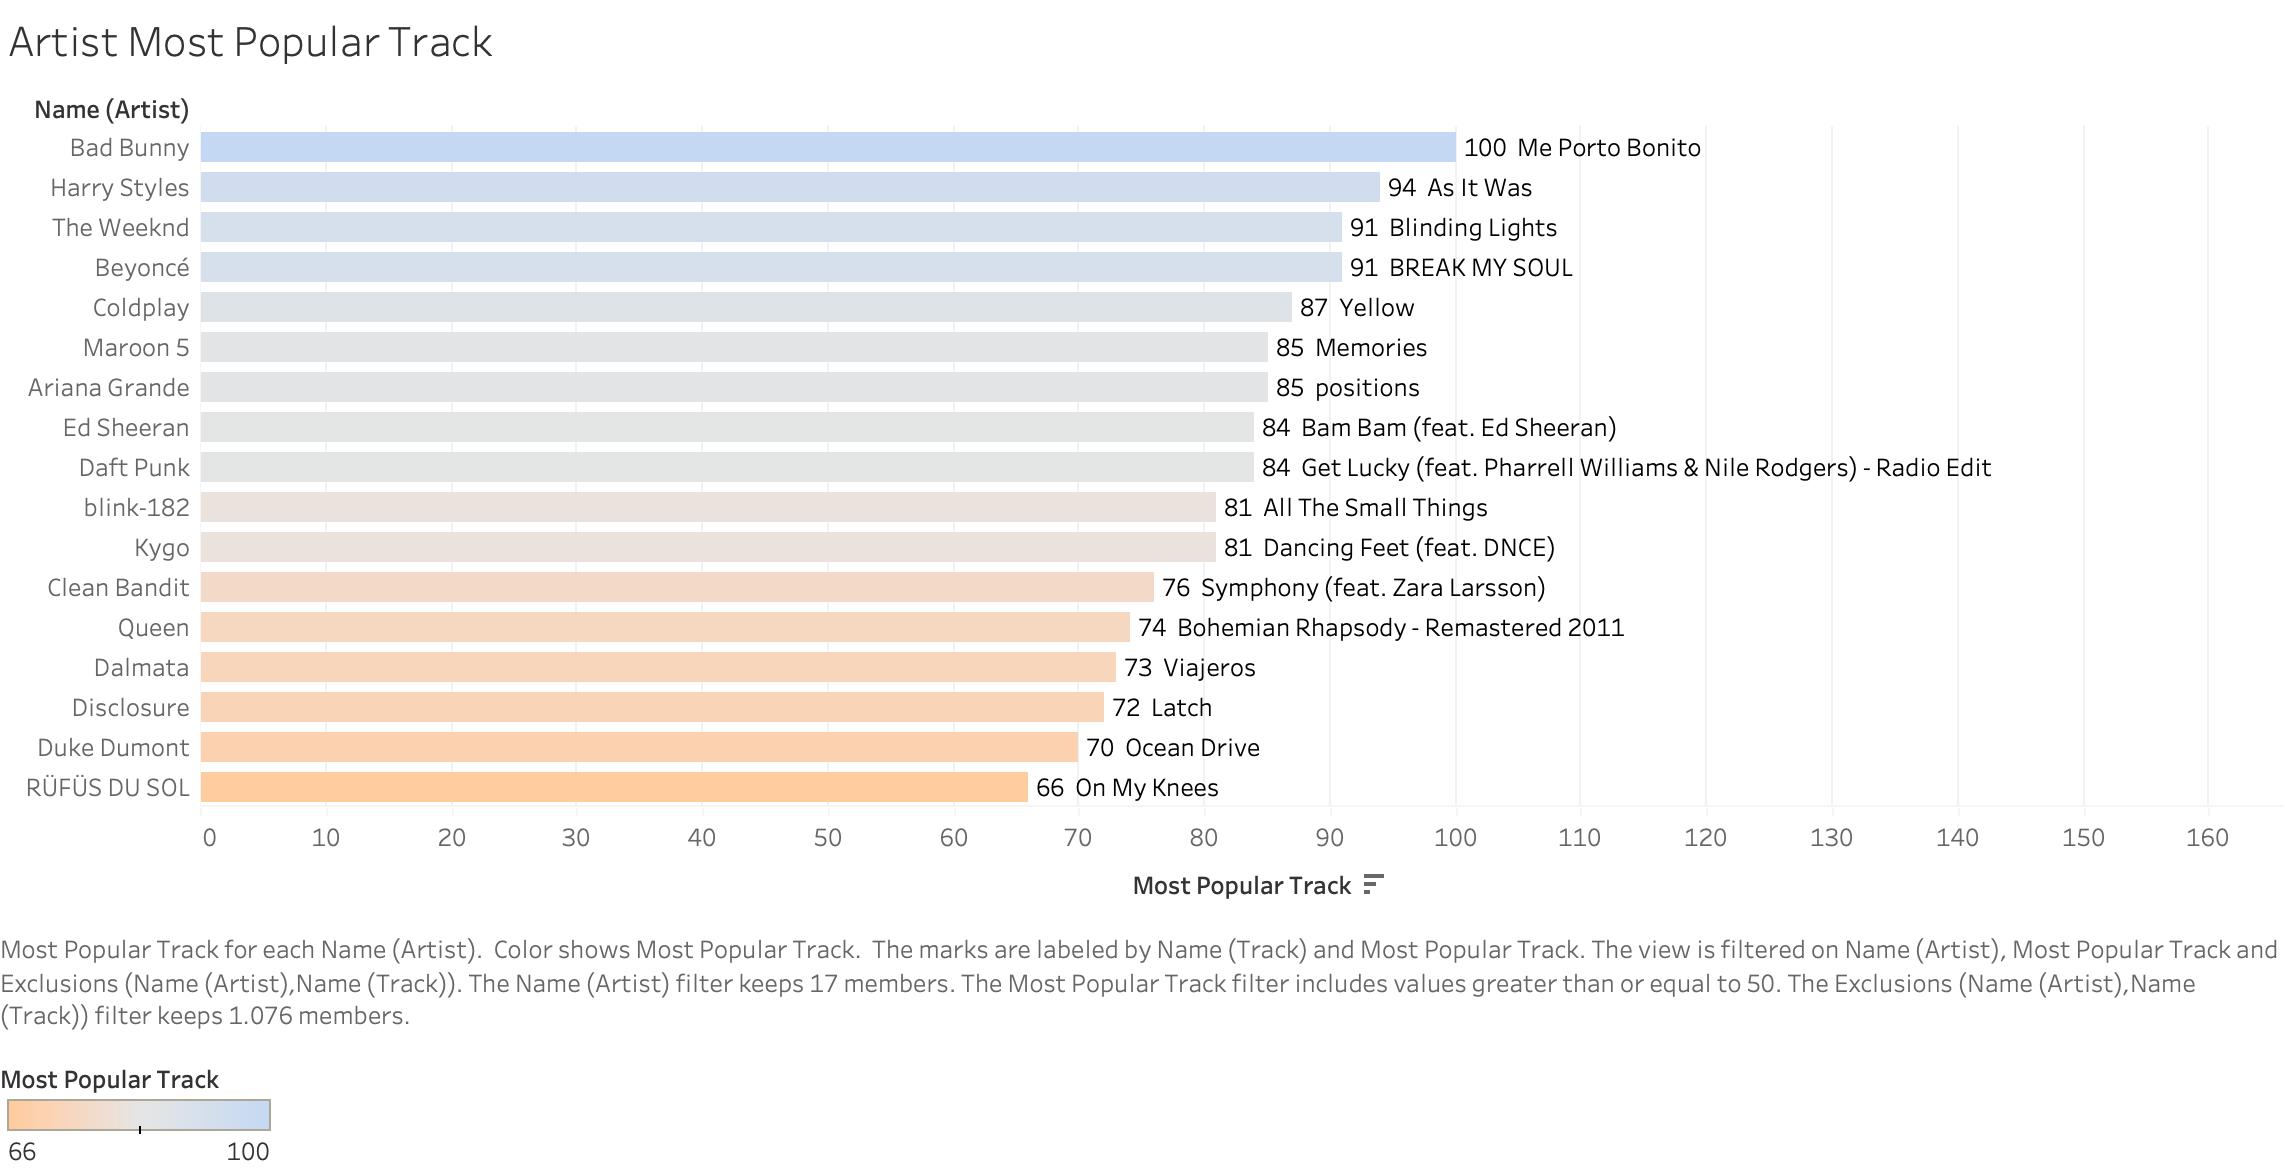 Artist Most Popular Track
Name (Artist)
Bad Bunny 100 Me Porto Bonito
Harry Styles 94 As It Was
The Weeknd 91 Blinding Lights
Beyoncé 91 BREAK MY SOUL
Coldplay 87 Yellow
Maroon 5 85 Memories
Ariana Grande 85 positions
Ed Sheeran 84 Bam Bam (feat. Ed Sheeran)
Daft Punk 84 Get Lucky (feat. Pharrell Williams & Nile Rodgers) - Radio Edit
blink-182 81 All The Small Things
Kygo 81 Dancing Feet (feat. DNCE)
Clean Bandit 76 Symphony (feat. Zara Larsson)
Queen 74 Bohemian Rhapsody - Remastered 2011
Dalmata 73 Viajeros
Disclosure 72 Latch
Duke Dumont 70 Ocean Drive
RÜFÜS DU SOL 66 On My Knees
0 10 20 30 40 50 60 70 80 90 100 110 120 130 140 150 160
Most Popular Track
Most Popular Track for each Name (Artist). Color shows Most Popular Track. The marks are labeled by Name (Track) and Most Popular Track. The view is filtered on Name (Artist), Most Popular Track and
Exclusions (Name (Artist),Name (Track)). The Name (Artist) filter keeps 17 members. The Most Popular Track filter includes values greater than or equal to 50. The Exclusions (Name (Artist),Name
(Track)) filter keeps 1.076 members.
Most Popular Track
66 100